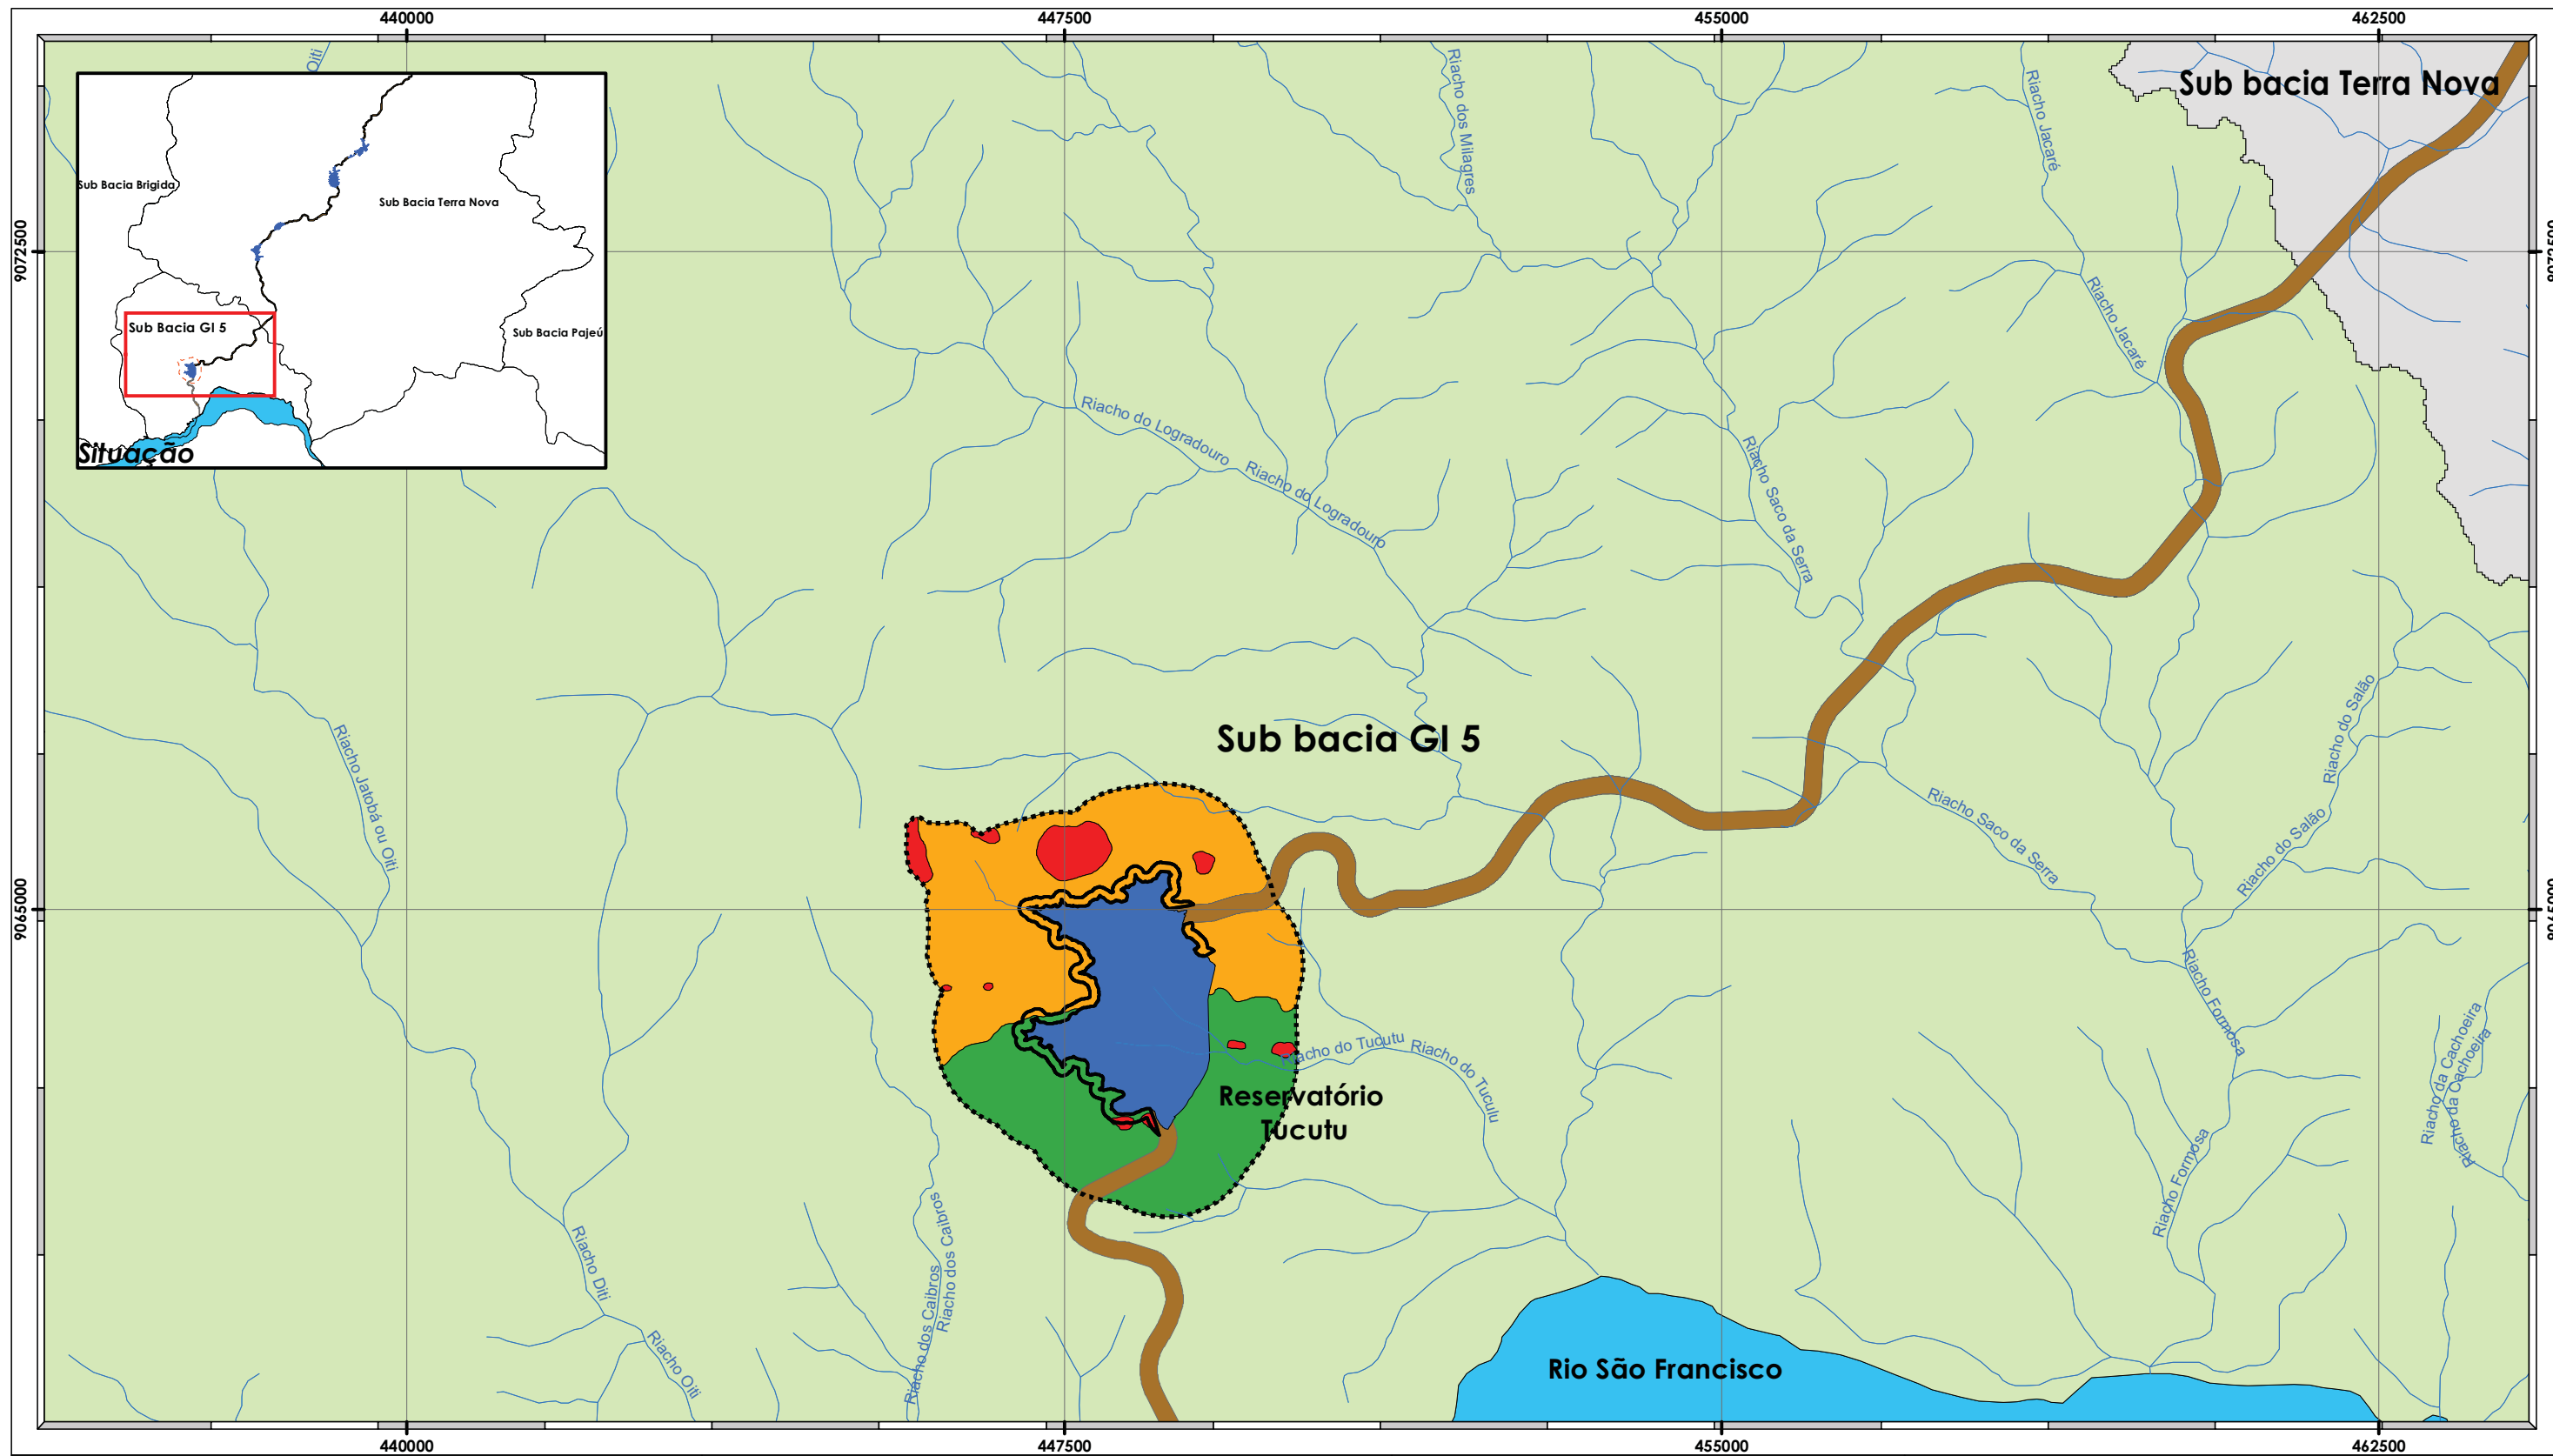 440000
447500
455000
462500
Oiti
Sub bacia Terra Nova
Riacho dos Milagres
Riacho Jacaré
Sub Bacia Brigida
Sub Bacia Terra Nova
9072500
Riacho Jacaré
Sub Bacia GI 5
Sub Bacia Pajeú
Situação
Riacho do Logradouro
Riacho do Logradouro
Riacho Saco da Serra
Sub bacia GI 5
Riacho do Salão
Riacho Jatobá ou Oiti
Riacho Saco da Serra
Riacho do Salão
9065000
Riacho Formosa
Riacho do Tucutu
Riacho do Tucutu
Reservatório
Tucutu
Riacho da Cachoeira
Riacho da Cachoeira
Riacho Formosa
Riacho dos Caibros
Riacho dos Caibros
Riacho Diti
Riacho Oiti
Rio São Francisco
440000
447500
455000
462500